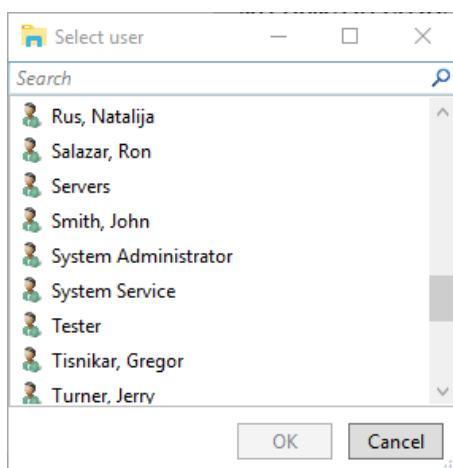 Select user
Search
Rus, Natalija
Salazar, Ron
Servers
Smith, John
System Administrator
System Service
Tester
Tisnikar, Gregor
Turner, Jerry
OK
Cancel